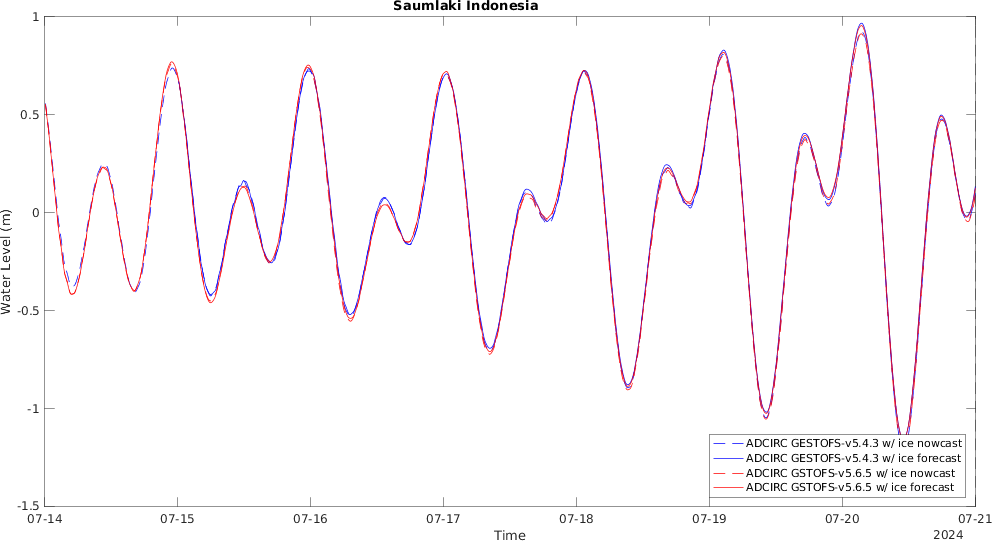 Saumlaki Indonesia
1
0.5
0
-0.5
-1
-1.5
Water Level (m)
ADCIRC GESTOFS-v5.4.3 w/ ice nowcast
ADCIRC GESTOFS-v5.4.3 w/ ice forecast
ADCIRC GSTOFS-v5.6.5 w/ ice nowcast
ADCIRC GSTOFS-v5.6.5 w/ ice forecast
07-14 07-15 07-16 07-17 07-18 07-19 07-20 07-21
Time
2024